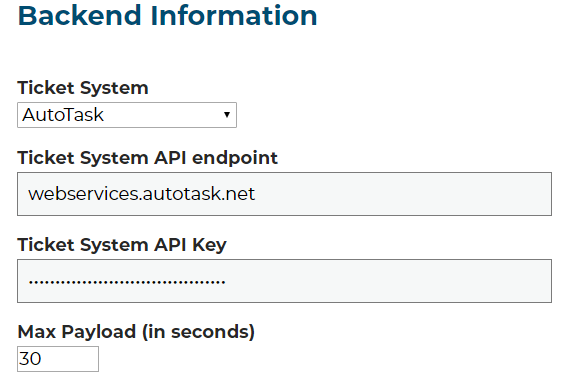 Backend Information
Ticket System
AutoTask
Ticket System API endpoint
webservices.autotask.net
Ticket System API Key
Max Payload (in seconds)
30